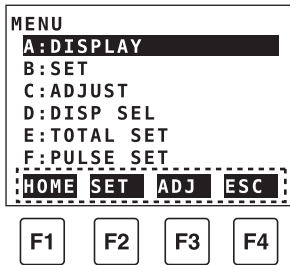 MENU
A:DISPLAY
B:SET
C:ADJUST
D:DISP SEL
E:TOTAL SET
F:PULSE SET
HOME SET ADJ ESC
F1 F2 F3 F4